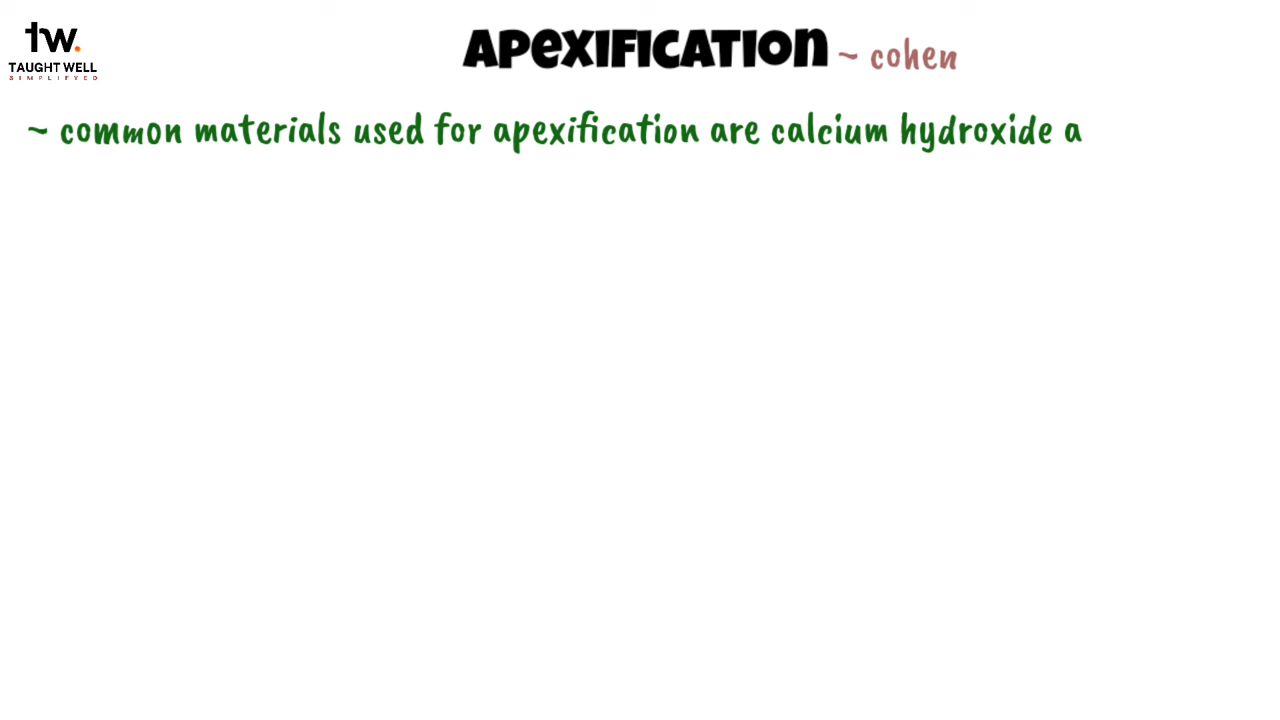 tw.
TAUGHT WELL
SIMPLIFYED
APEXIFICATION ~ cohen
~ common materials used for apexification are calcium hydroxide a